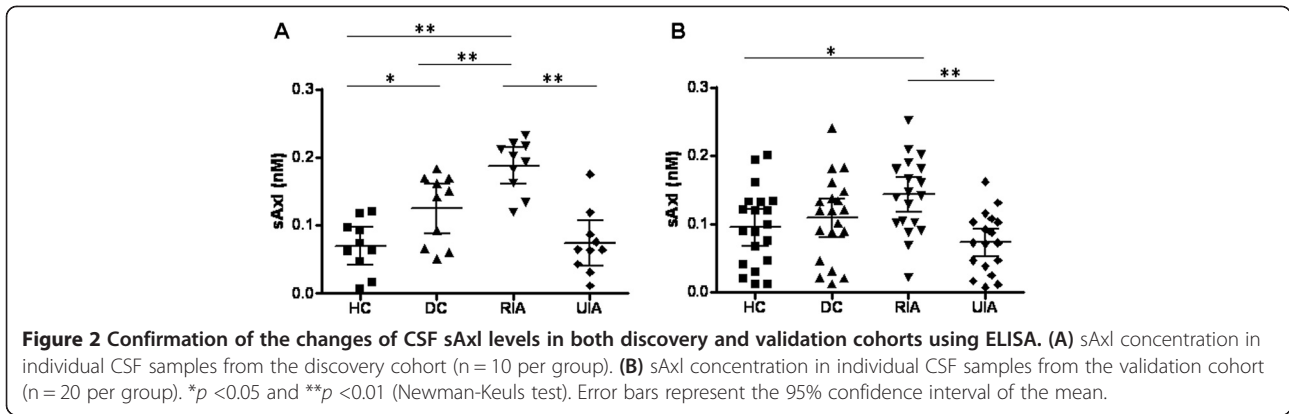 A
**
*
**
**
0.3
0.2
0.1
0.0
sAxl (nM)
HC DC RIA UIA
B
*
**
0.3
0.2
0.1
0.0
sAxl (nM)
HC DC RIA UIA
Figure 2 Confirmation of the changes of CSF sAxl levels in both discovery and validation cohorts using ELISA. (A) sAxl concentration in
individual CSF samples from the discovery cohort (n = 10 per group). (B) sAxl concentration in individual CSF samples from the validation cohort
(n = 20 per group). *p <0.05 and **p <0.01 (Newman-Keuls test). Error bars represent the 95% confidence interval of the mean.